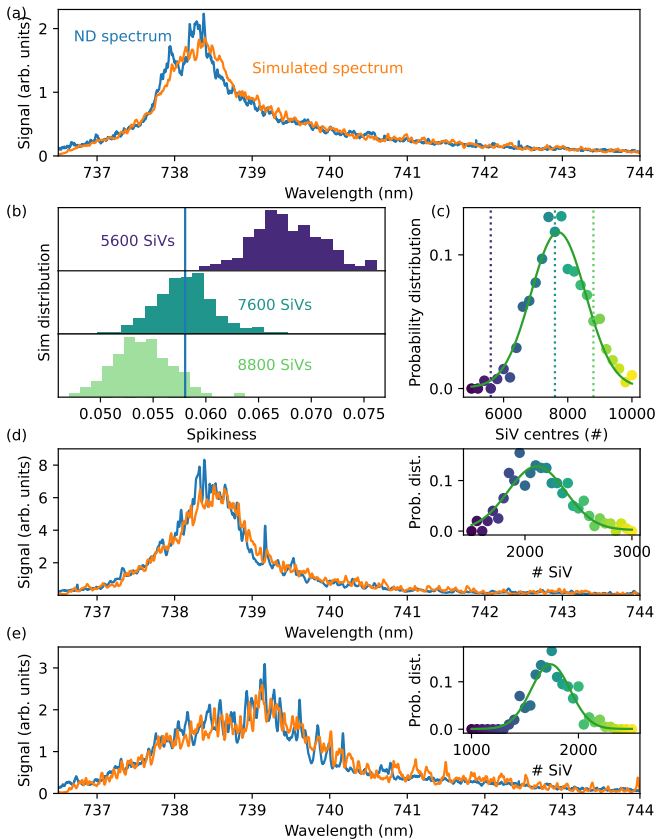 (a)
ND spectrum
Simulated spectrum
Signal (arb. units)
2
1
0
737 738 739 740 741 742 743 744
Wavelength (nm)
(b)
5600 SiVs
7600 SiVs
8800 SiVs
Sim distribution
0.050 0.055 0.060 0.065 0.070 0.075
Spikiness
(c)
Probability distribution
0.1
0.0
6000 8000 10000
SiV centres (#)
(d)
Signal (arb. units)
8
6
4
2
737 738 739 740 741 742 743 744
Wavelength (nm)
Prob. dist.
0.1
0.0
2000 3000
# SiV
(e)
Signal (arb. units)
3
2
1
0
737 738 739 740 741 742 743 744
Wavelength (nm)
Prob. dist.
0.1
0.0
1000 2000
# SiV